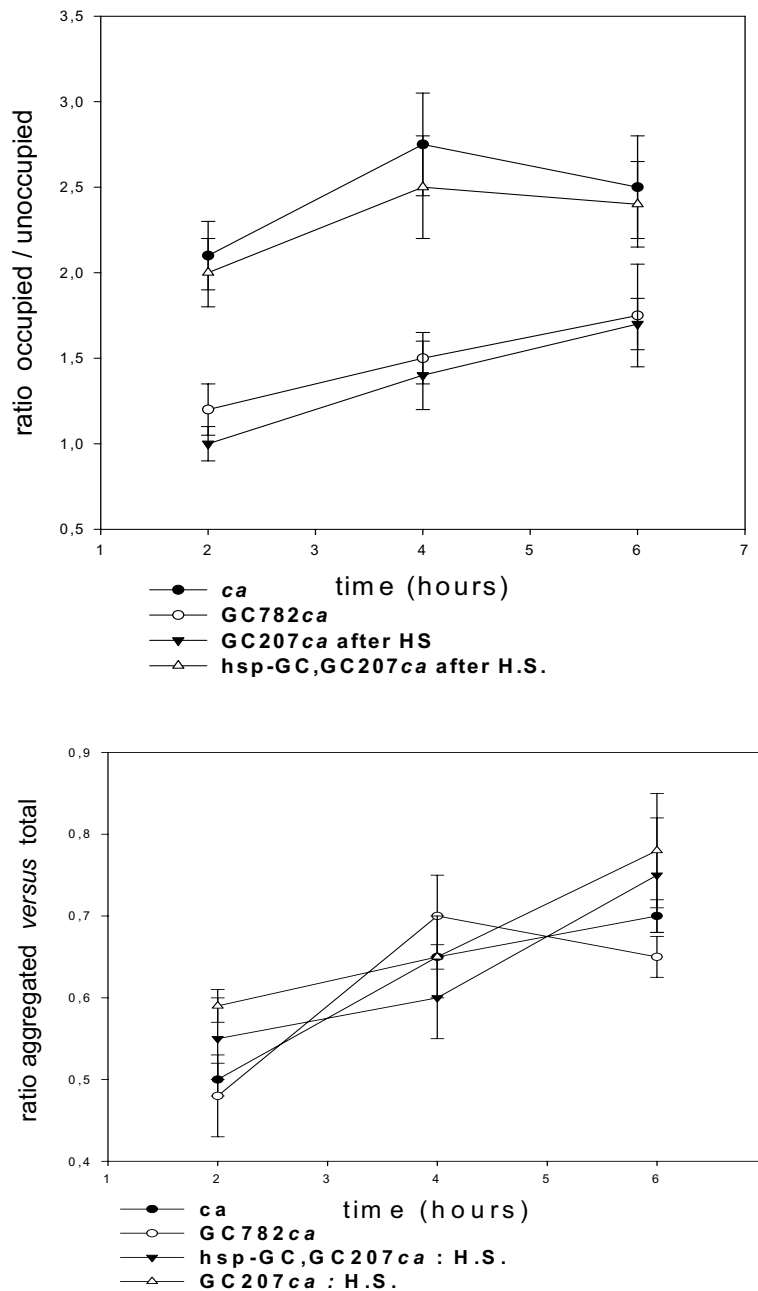 3,5
3,0
2,5
2,0
1,5
1,0
0,5
ratio occupied / unoccupied
1 2 3 4 5 6 7
time (hours)
ca
GC782ca
GC207ca after HS
hsp-GC,GC207ca after H.S.
0,9
0,8
0,7
0,6
0,5
0,4
ratio aggregated versus total
1 2 3 4 5 6
time (hours)
ca
GC782ca
hsp-GC,GC207ca : H.S.
GC207ca : H.S.